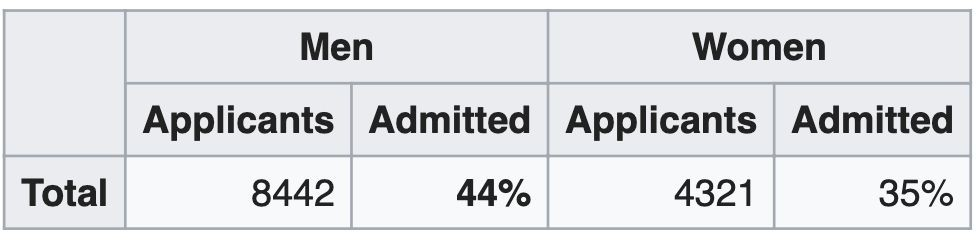 Men Women
Applicants Admitted Applicants Admitted
Total 8442 44% 4321 35%